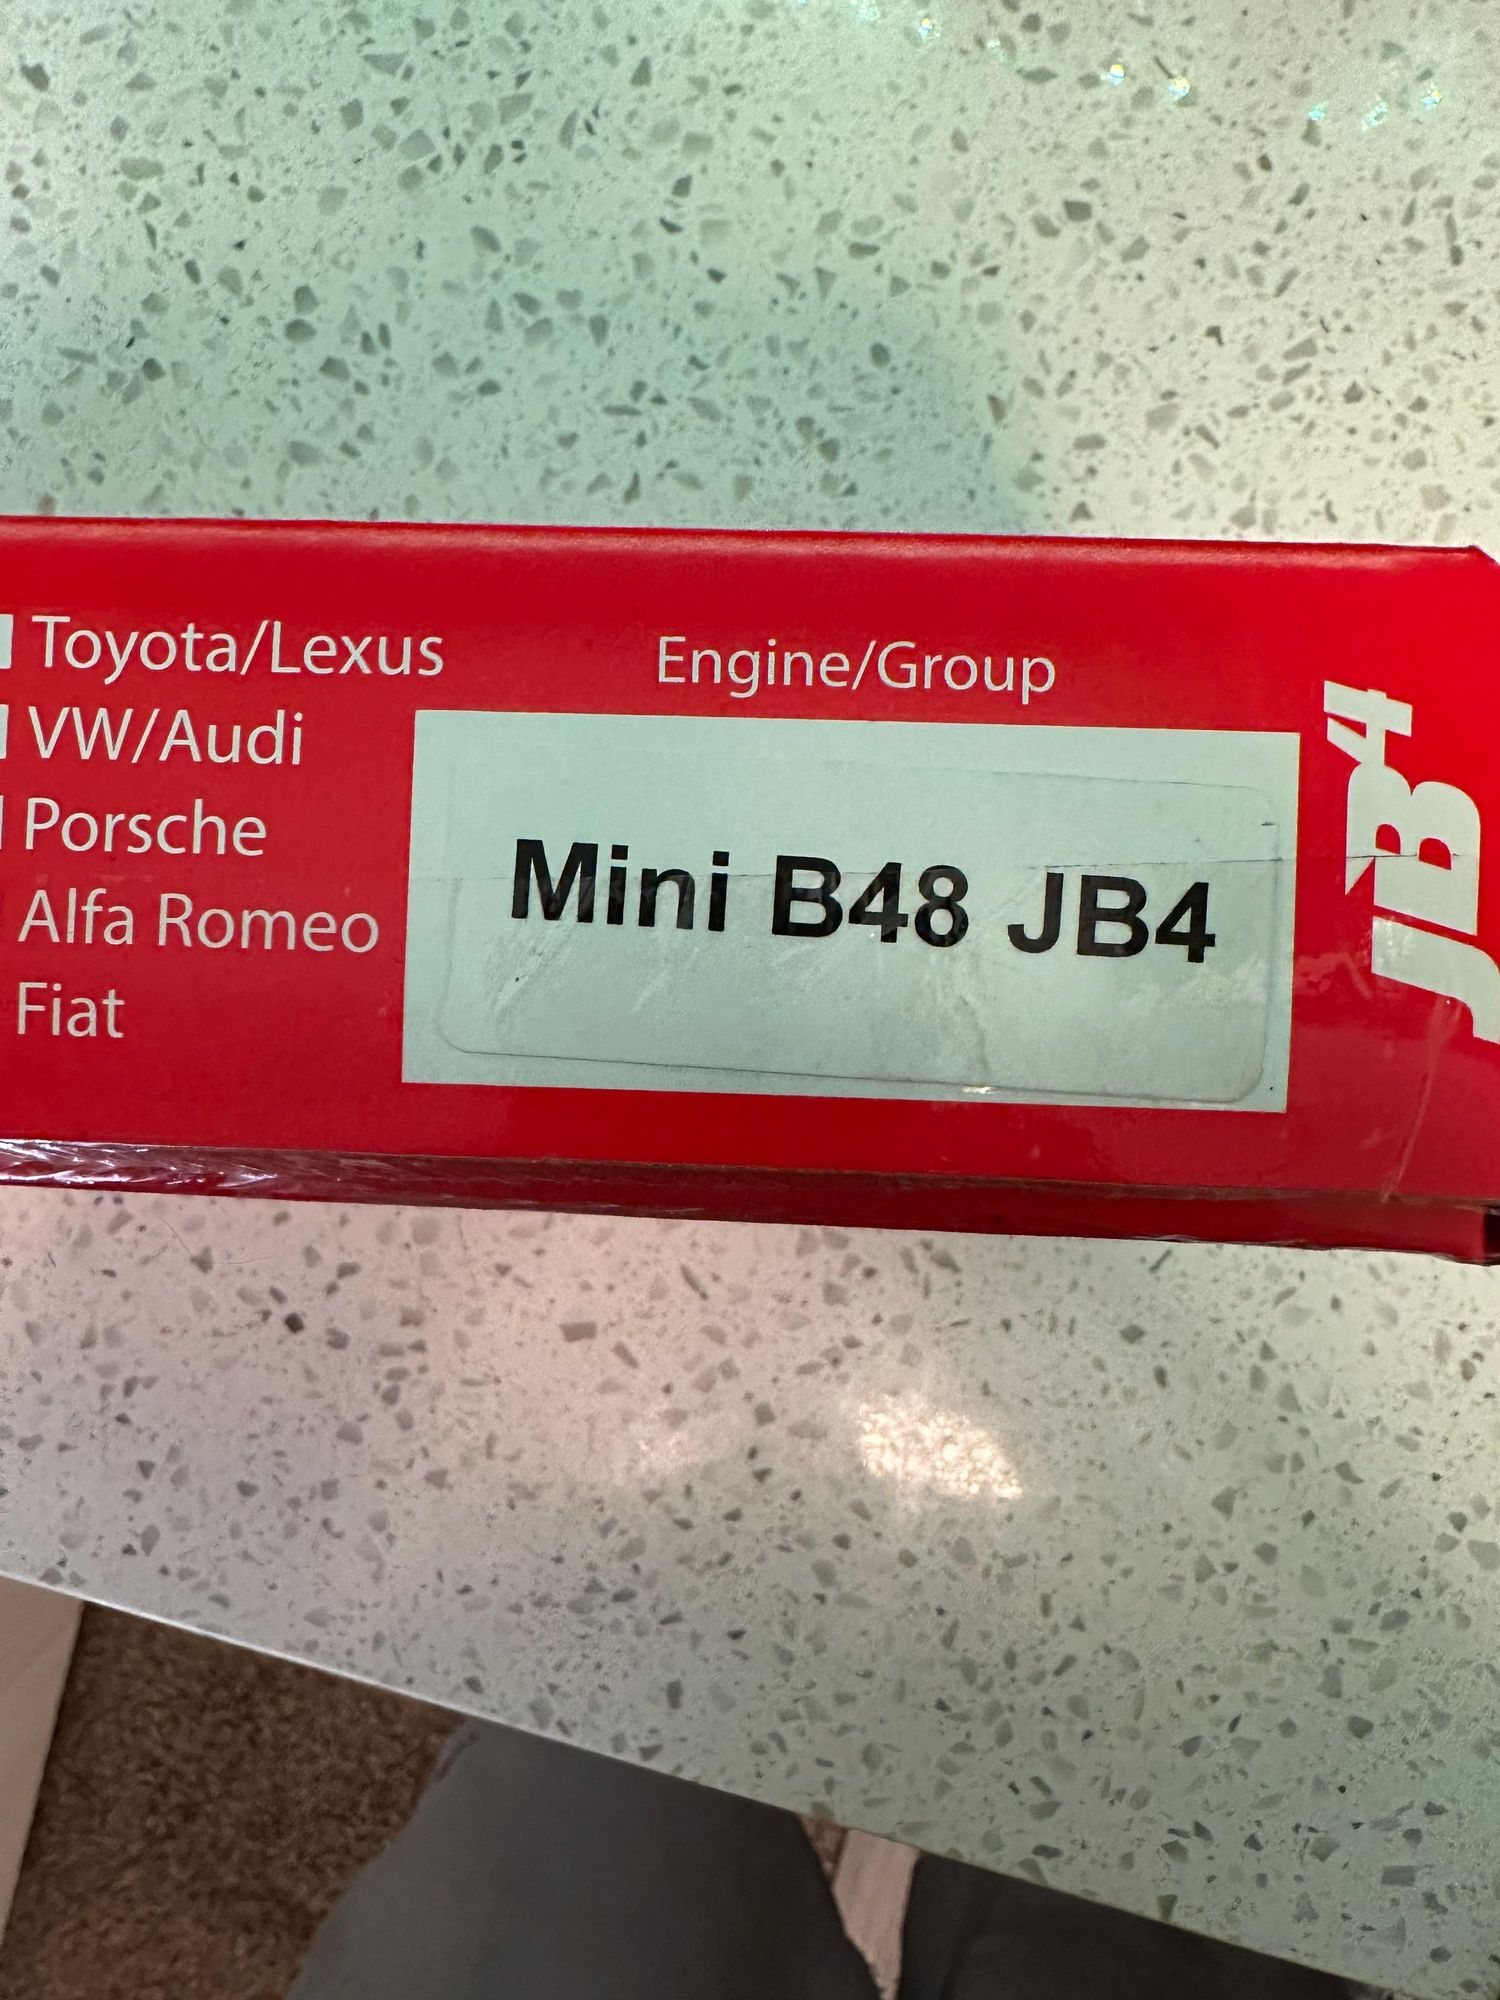 Toyota/Lexus
VW/Audi
Porsche
Alfa Romeo
Fiat
Engine/Group
Mini B48 JB4
JB4